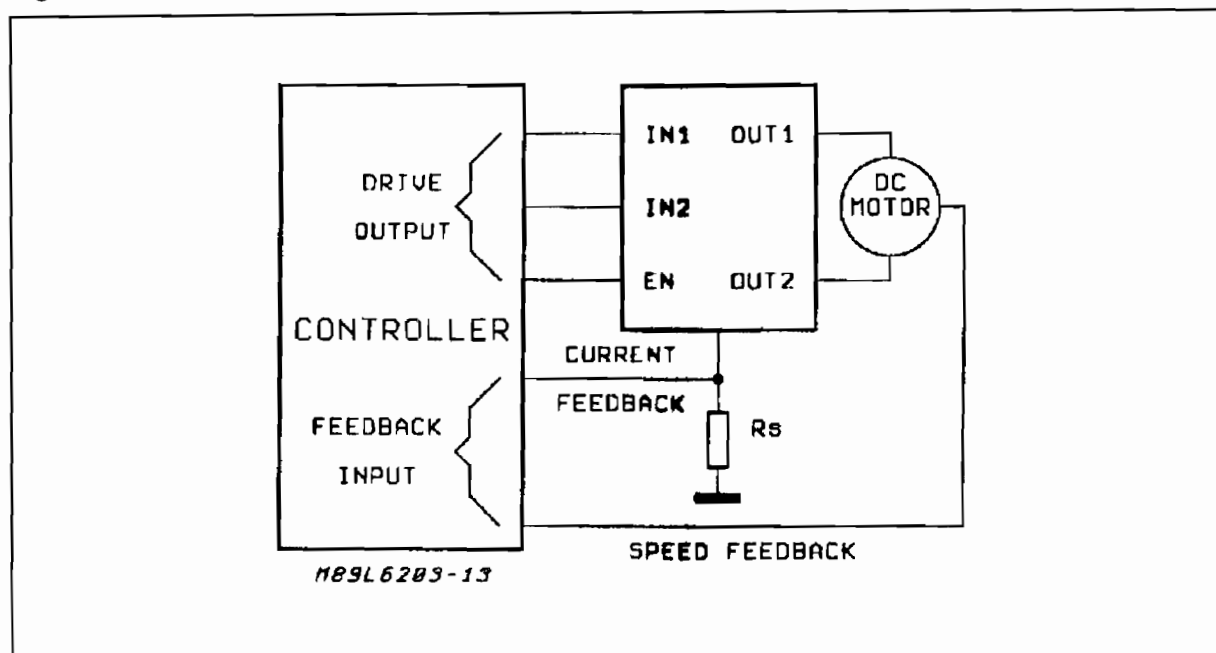 IN1 OUT1
DRIVE
OUTPUT
IN2
DC
MOTOR
EN OUT2
CONTROLLER
CURRENT
FEEDBACK
FEEDBACK
INPUT
Rs
SPEED FEEDBACK
M89L6203-13